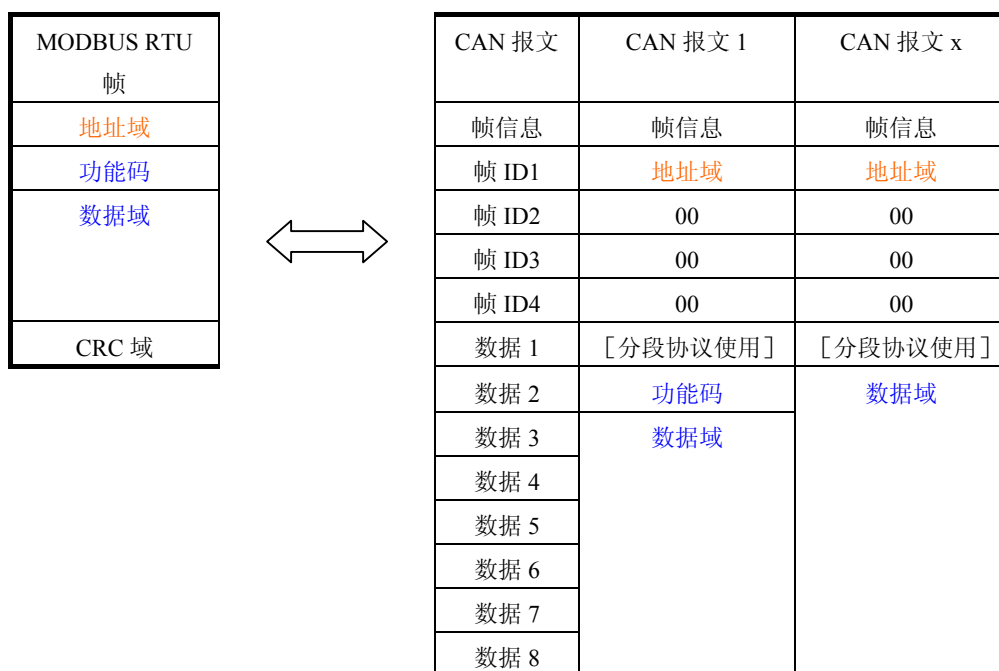 MODBUS RTU
帧
地址域
功能码
数据域
CRC 域
CAN 报文 CAN 报文 1 CAN 报文 x
帧信息 帧信息 帧信息
帧 ID1 地址域 地址域
帧 ID2 00 00
帧 ID3 00 00
帧 ID4 00 00
数据 1 ［分段协议使用］ ［分段协议使用］
数据 2 功能码 数据域
数据 3 数据域
数据 4
数据 5
数据 6
数据 7
数据 8